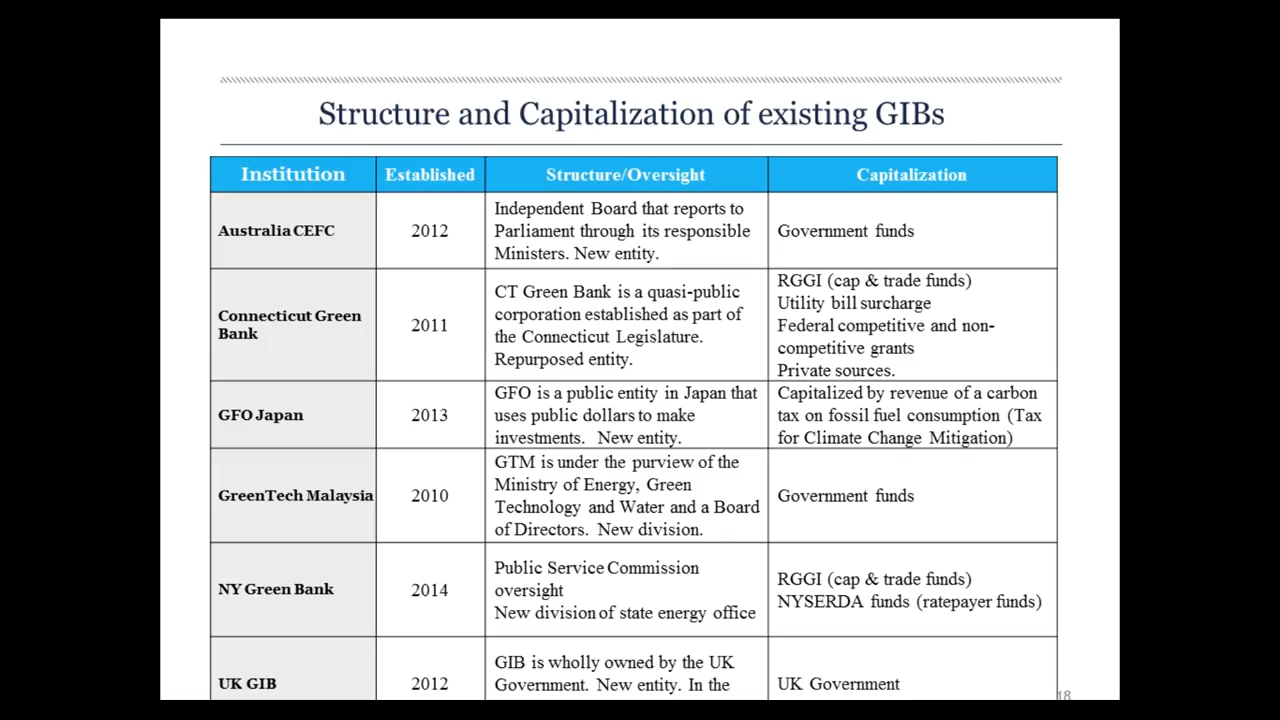 Structure and Capitalization of existing GIBs
Institution
Established
Structure/Oversight
Capitalization
Australia CEFC
2012
Independent Board that reports to
Parliament through its responsible
Ministers. New entity.
Government funds
Connecticut Green
Bank
2011
CT Green Bank is a quasi-public
corporation established as part of
the Connecticut Legislature.
Repurposed entity.
RGGI (cap & trade funds)
Utility bill surcharge
Federal competitive and non-
competitive grants
Private sources.
GFO Japan
2013
GFO is a public entity in Japan that
uses public dollars to make
investments. New entity.
Capitalized by revenue of a carbon
tax on fossil fuel consumption (Tax
for Climate Change Mitigation)
GreenTech Malaysia
2010
GTM is under the purview of the
Ministry of Energy, Green
Technology and Water and a Board
of Directors. New division.
Government funds
NY Green Bank
2014
Public Service Commission
oversight
New division of state energy office
RGGI (cap & trade funds)
NYSERDA funds (ratepayer funds)
UK GIB
2012
GIB is wholly owned by the UK
Government. New entity. In the
UK Government
18